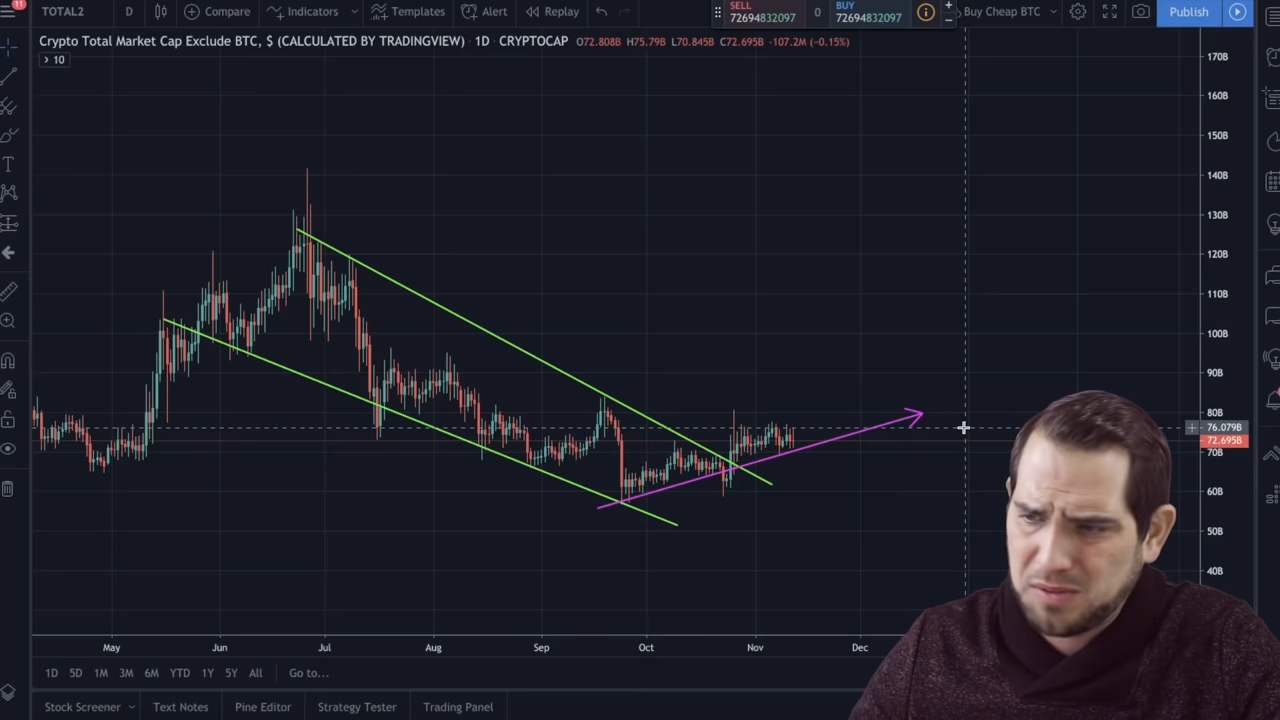 11
TOTAL2 D Compare Indicators Templates Alert Replay SELL 72694832097 0 BUY 72694832097 + − Buy Cheap BTC Publish
Crypto Total Market Cap Exclude BTC, $ (CALCULATED BY TRADINGVIEW) 1D CRYPTOCAP O72.808B H75.79B L70.845B C72.695B -107.2M (-0.15%)
> 10
170B
160B
150B
140B
130B
120B
110B
100B
90B
80B
76.079B
72.695B
70B
60B
50B
40B
May Jun Jul Aug Sep Oct Nov Dec
1D 5D 1M 3M 6M YTD 1Y 5Y All Go to...
Stock Screener Text Notes Pine Editor Strategy Tester Trading Panel